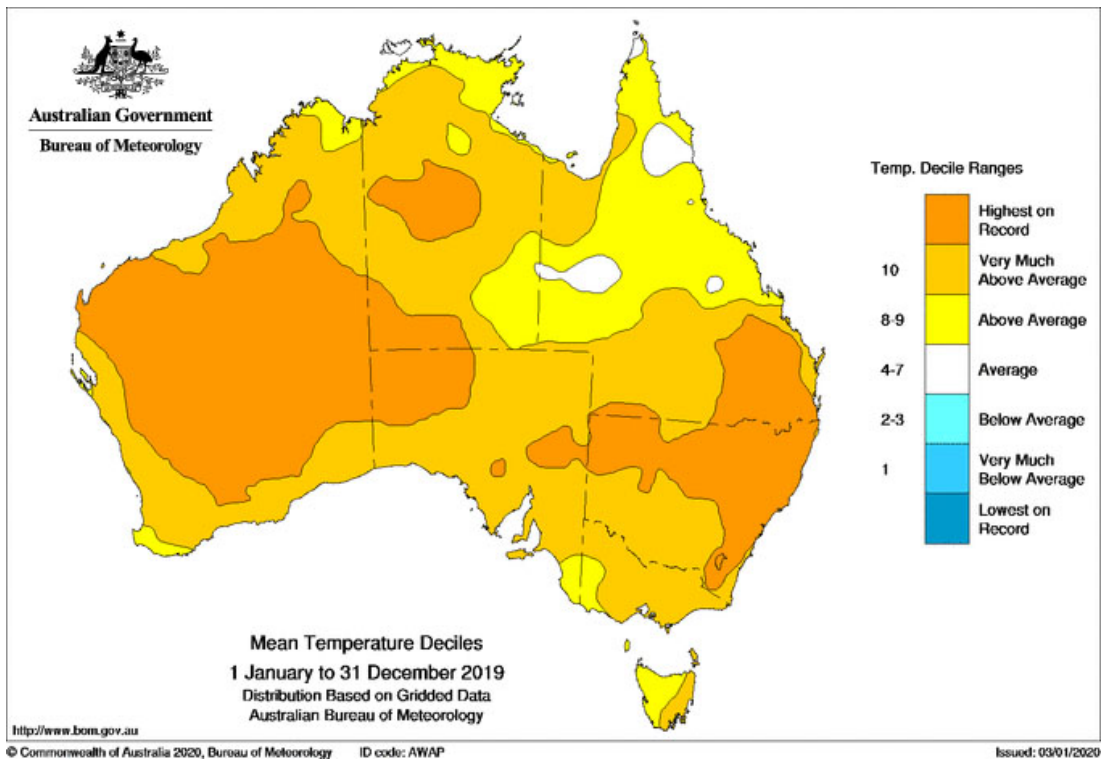 Australian Government
Bureau of Meteorology
Temp. Decile Ranges
Highest on
Record
10
Very Much
Above Average
8-9
Above Average
4-7
Average
2-3
Below Average
1
Very Much
Below Average
Lowest on
Record
Mean Temperature Deciles
1 January to 31 December 2019
Distribution Based on Gridded Data
Australian Bureau of Meteorology
http://www.bom.gov.au
© Commonwealth of Australia 2020, Bureau of Meteorology ID code: AWAP Issued: 03/01/2020